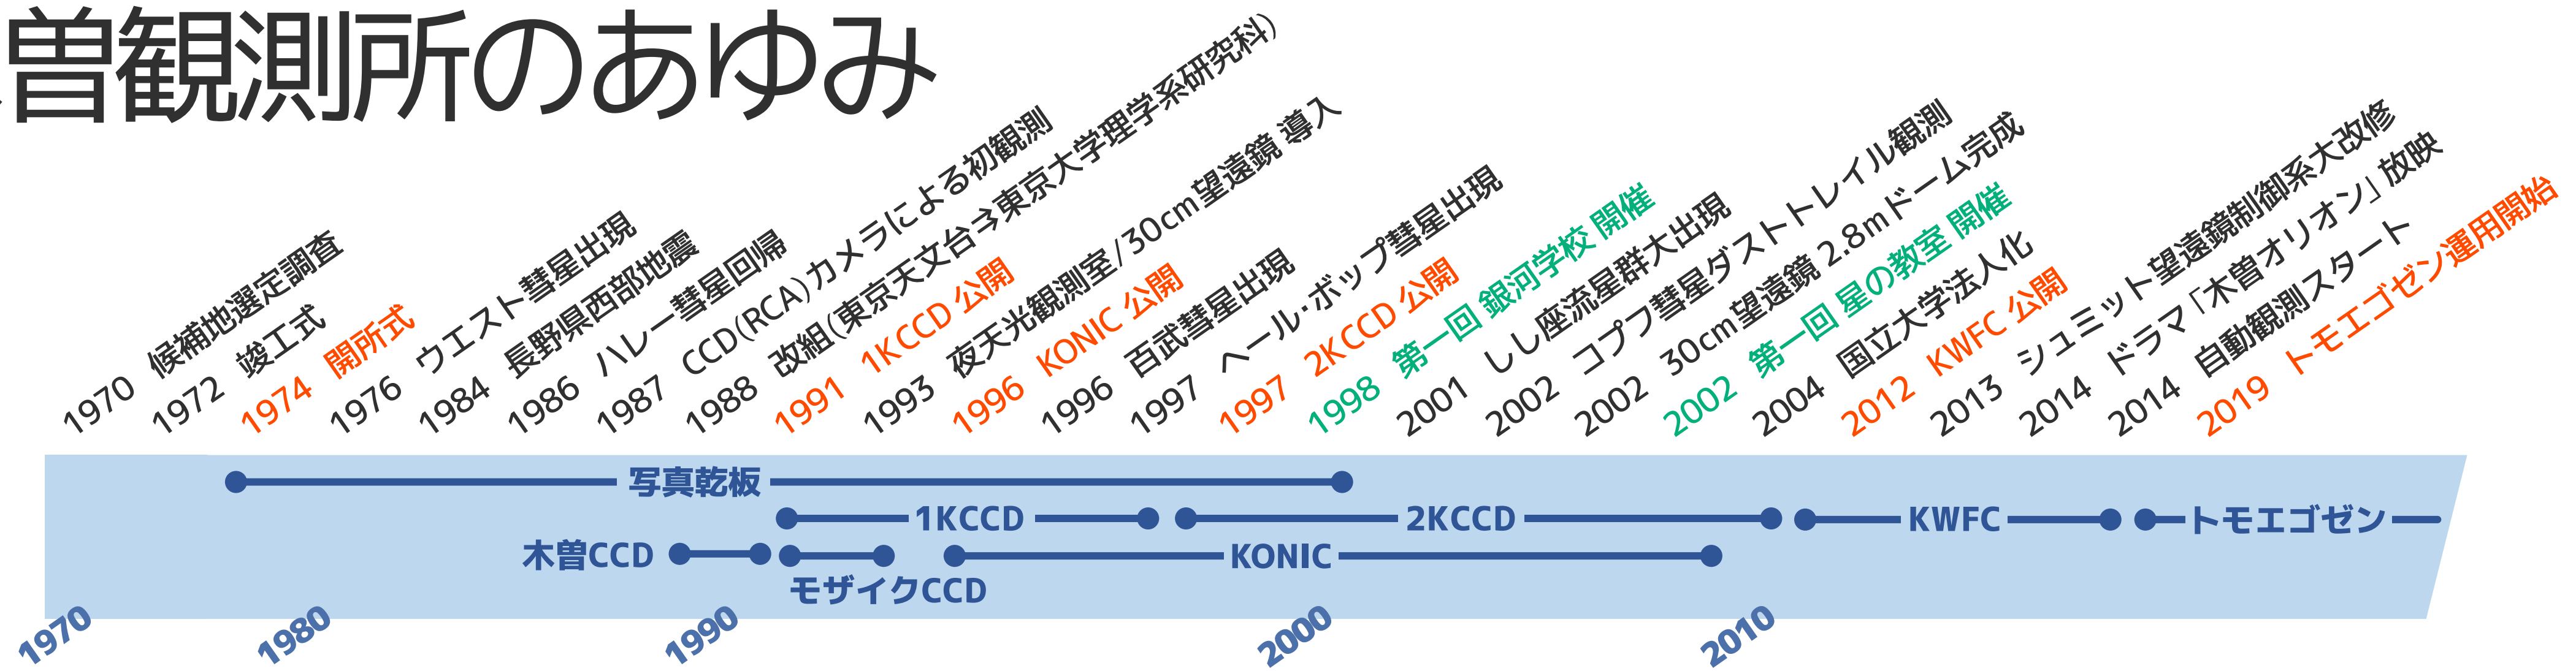 曽観測所のあゆみ
1970 候補地選定調査
1972 竣工式
1974 開所式
1976 ウエスト彗星出現
1984 長野県西部地震
1986 ハレー彗星回帰
1987 CCD(RCA)カメラによる初観測
1988 改組(東京天文台→東京大学理学系研究科)
1991 1KCCD 公開
1993 夜天光観測室/30cm望遠鏡 導入
1996 KONIC 公開
1996 百武彗星出現
1997 ヘール・ボップ彗星出現
1997 2KCCD 公開
1998 第一回 銀河学校 開催
2001 しし座流星群大出現
2002 コプフ彗星ダストトレイル観測
2002 30cm望遠鏡 2.8mドーム完成
2002 第一回 星の教室 開催
2004 国立大学法人化
2012 KWFC 公開
2013 シュミット望遠鏡制御系大改修
2014 ドラマ「木曽オリオン」放映
2014 自動観測スタート
2019 トモエゴゼン運用開始
写真乾板
1KCCD
2KCCD
KWFC
トモエゴゼン
木曽CCD
KONIC
モザイクCCD
1970
1980
1990
2000
2010